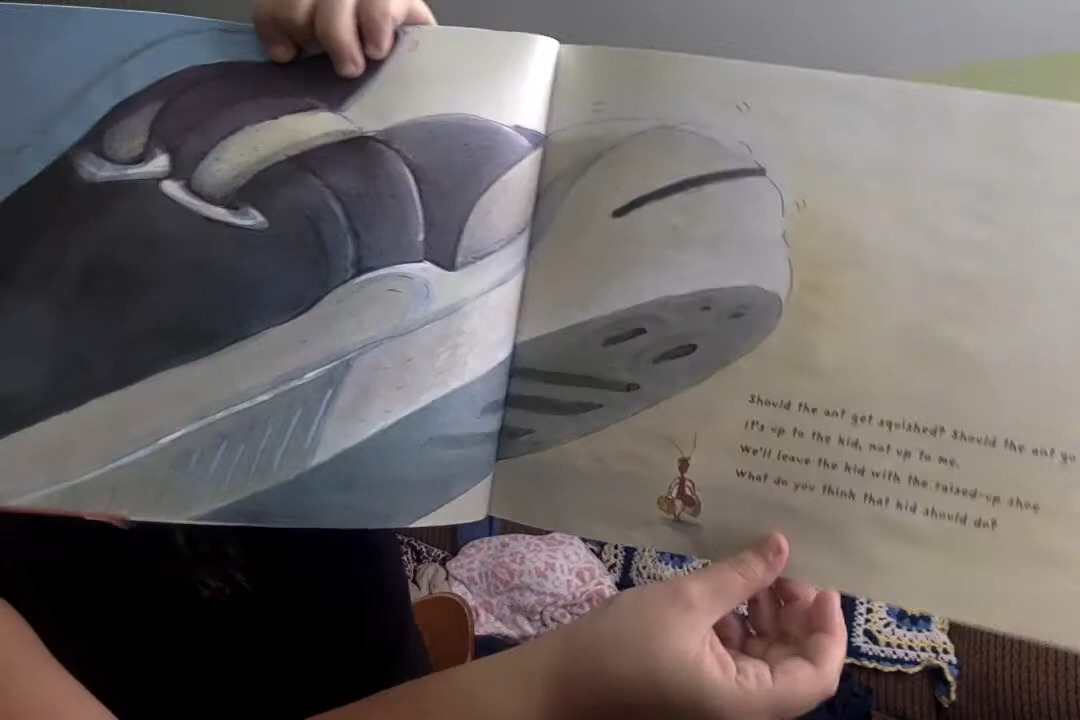 Should the ant get squished? Should the ant go
It's up to the kid, not up to me.
We'll leave the kid with the raised-up shoe
What do you think that kid should do?